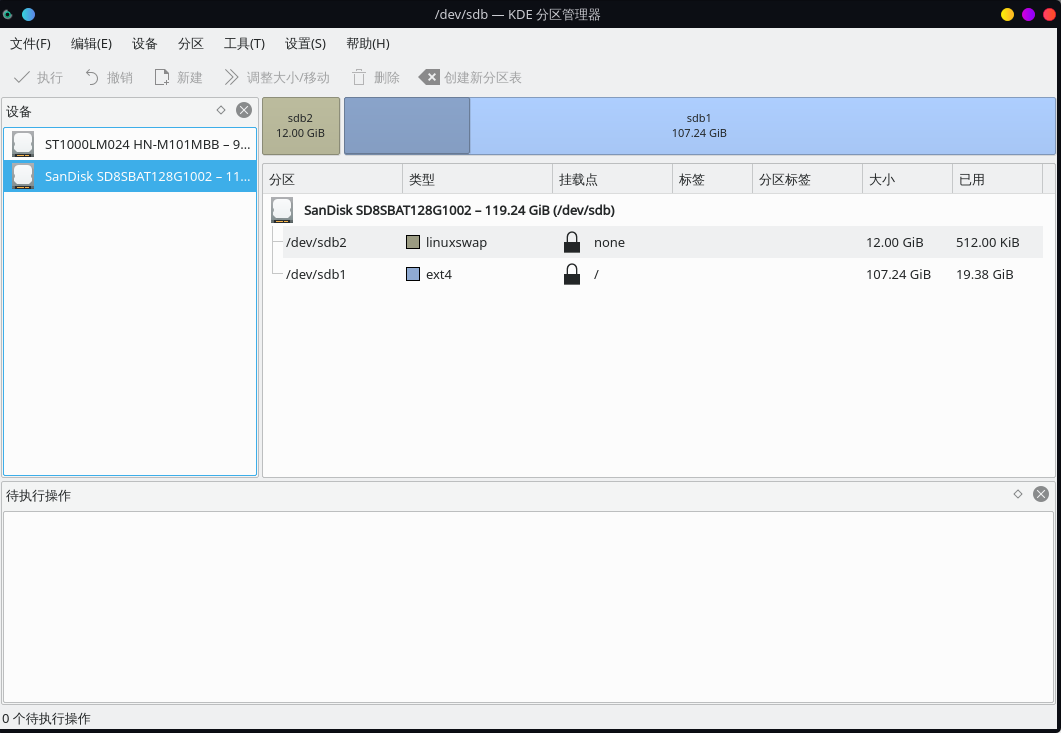 /dev/sdb — KDE 分区管理器
文件(F) 编辑(E) 设备 分区 工具(T) 设置(S) 帮助(H)
执行 撤销 新建 调整大小/移动 删除 创建新分区表
设备
ST1000LM024 HN-M101MBB – 9...
SanDisk SD8SBAT128G1002 – 11...
sdb2
12.00 GiB
sdb1
107.24 GiB
分区 类型 挂载点 标签 分区标签 大小 已用
SanDisk SD8SBAT128G1002 – 119.24 GiB (/dev/sdb)
/dev/sdb2 linuxswap none 12.00 GiB 512.00 KiB
/dev/sdb1 ext4 / 107.24 GiB 19.38 GiB
待执行操作
0 个待执行操作